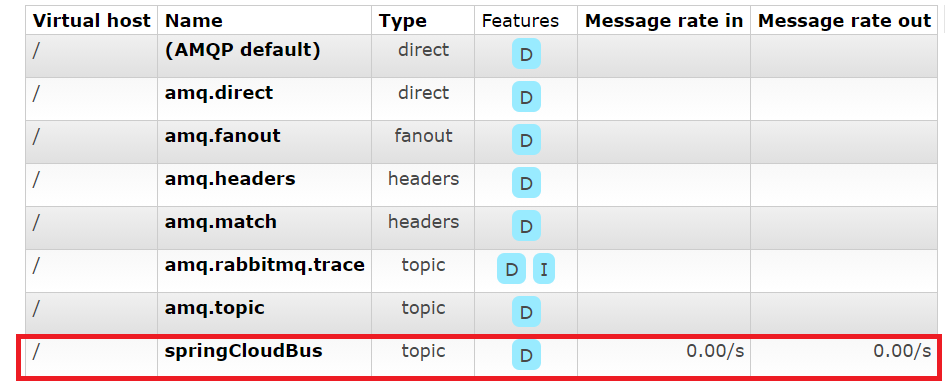 Virtual host Name Type Features Message rate in Message rate out
/ (AMQP default) direct D
/ amq.direct direct D
/ amq.fanout fanout D
/ amq.headers headers D
/ amq.match headers D
/ amq.rabbitmq.trace topic D I
/ amq.topic topic D
/ springCloudBus topic D 0.00/s 0.00/s